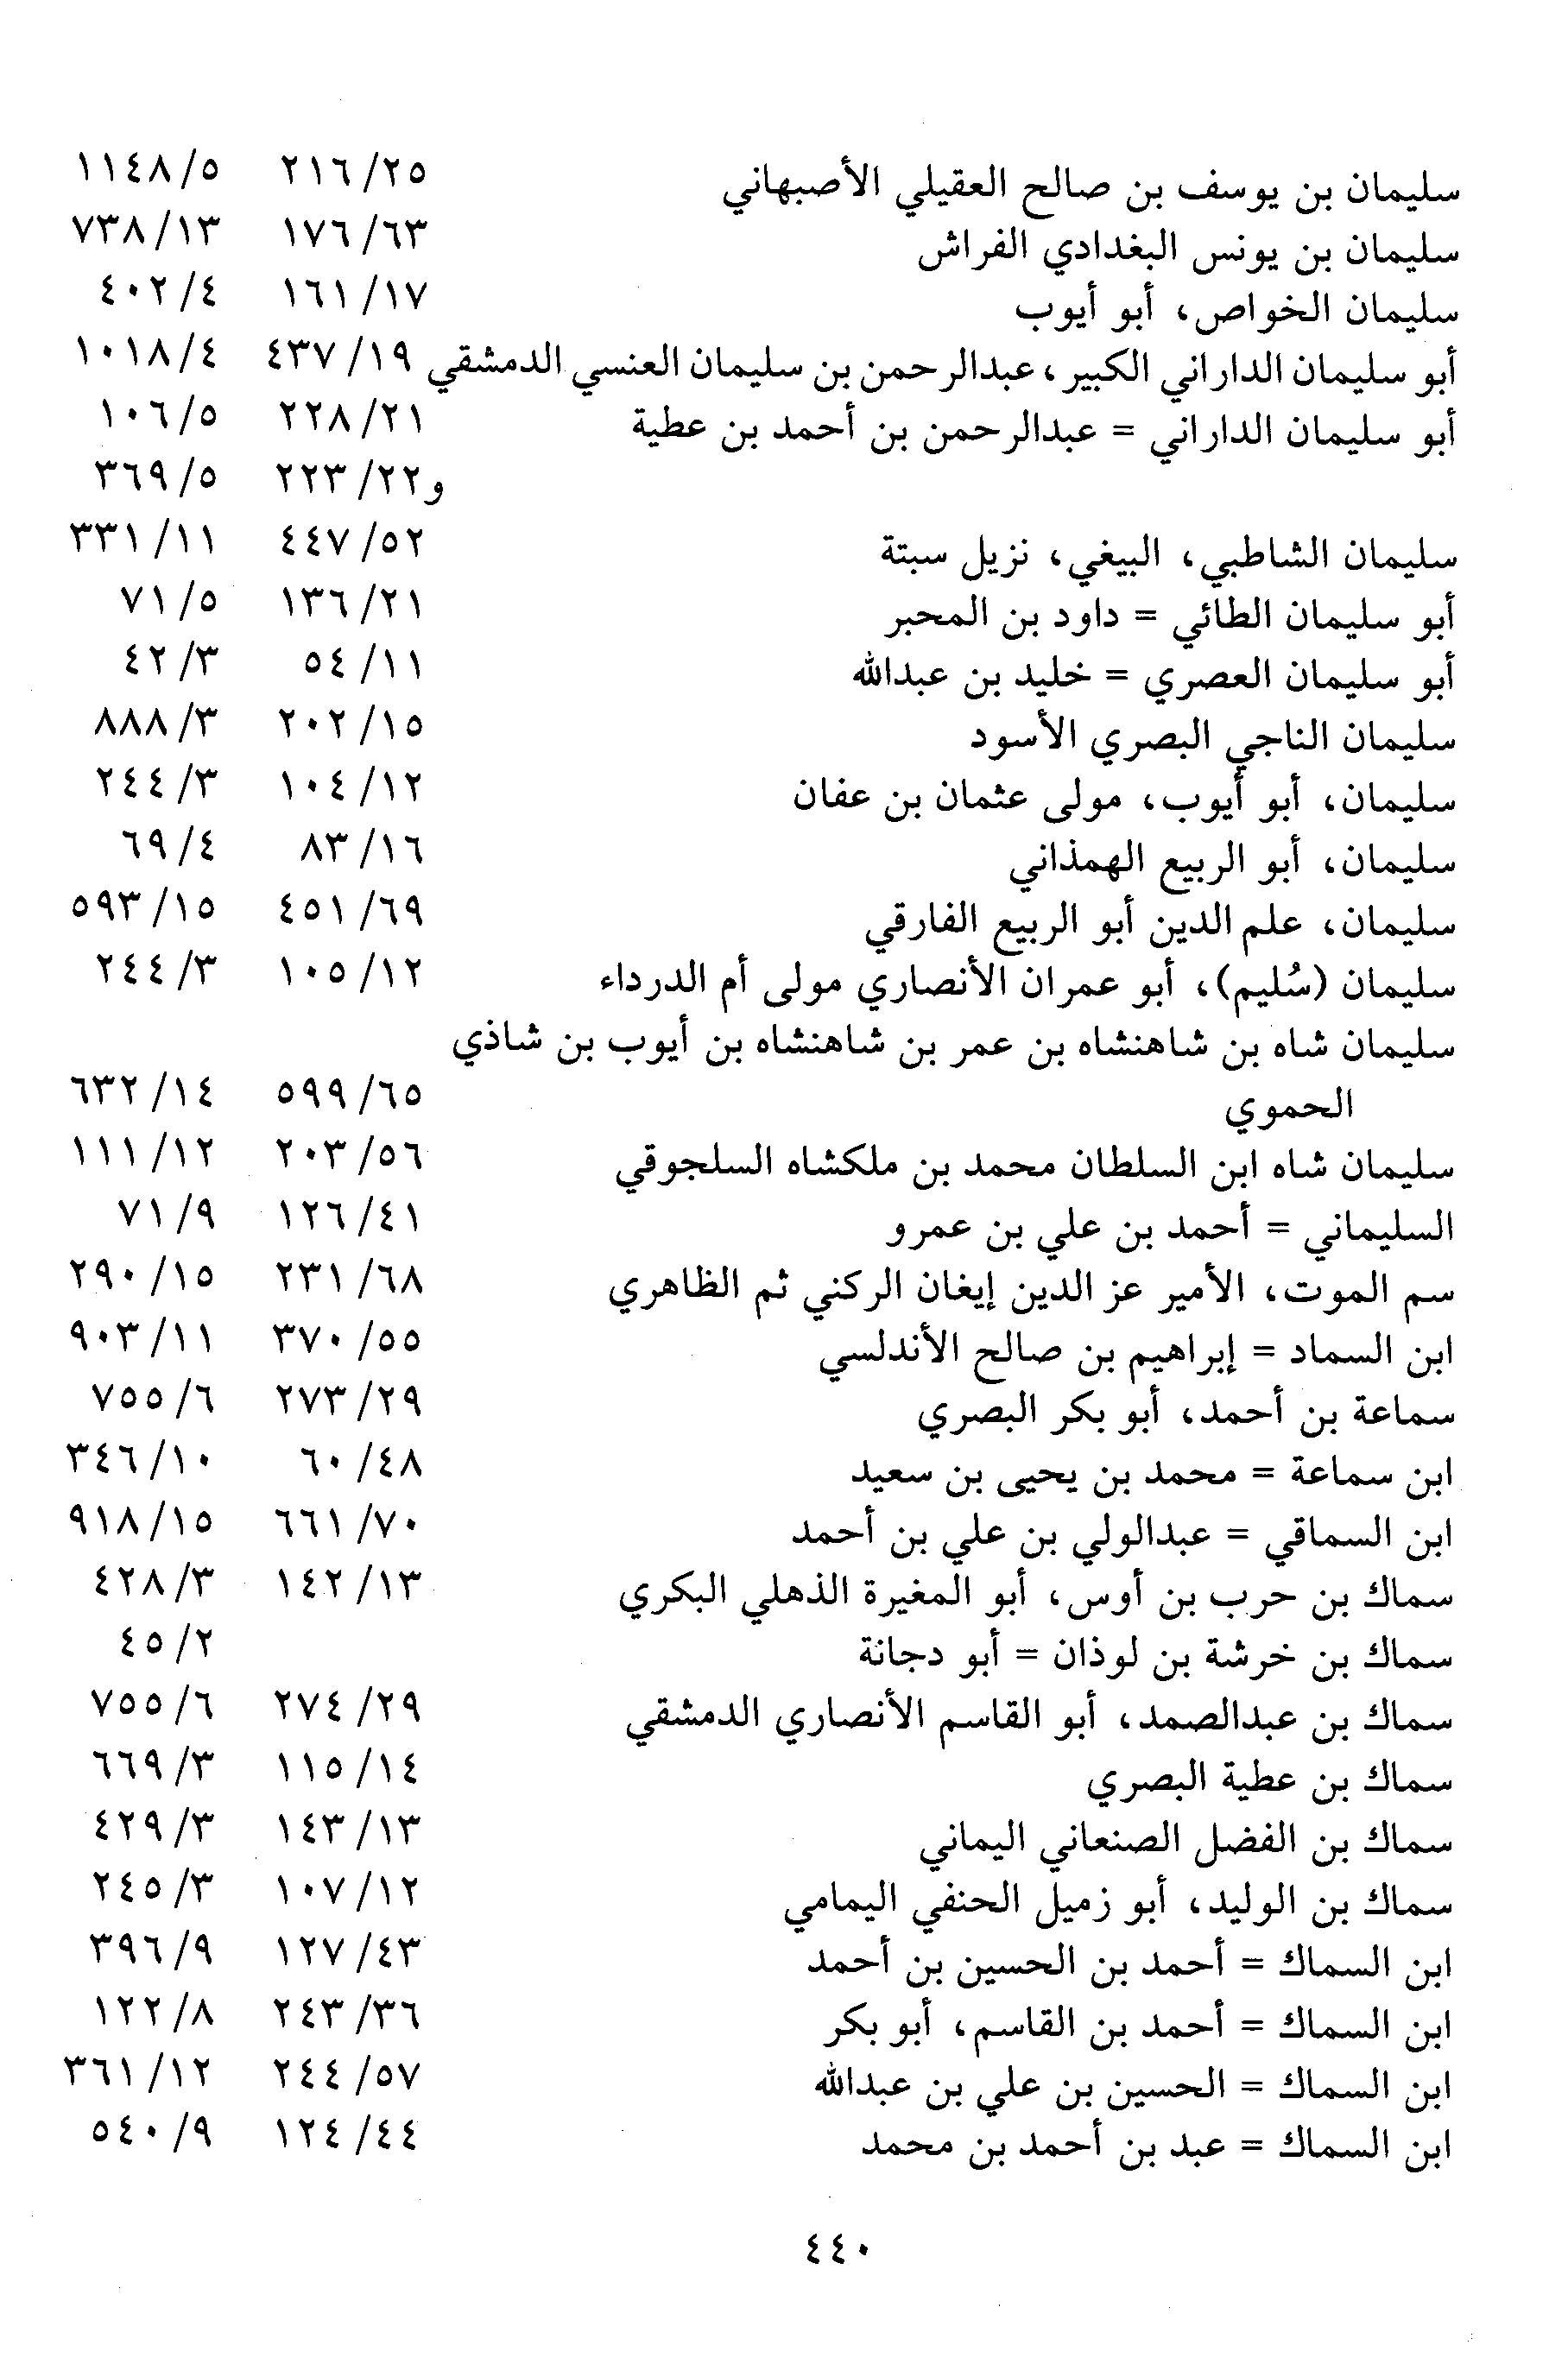 سليمان بن يوسف بن صالح العقيلي الأصبهاني ٢٥/ ٢١٦ ٥/ ١١٤٨
سليمان بن يونس البغدادي الفراش ٦٣/ ١٧٦ ١٣/ ٧٣٨
سليمان الخواص، أبو أيوب ١٧/ ١٦١ ٤/ ٤٠٢
أبو سليمان الداراني الكبير، عبدالرحمن بن سليمان العنسي الدمشقي ١٩/ ٤٣٧ ٤/ ١٠١٨
أبو سليمان الداراني = عبدالرحمن بن أحمد بن عطية ٢١/ ٢٢٨ ٥/ ١٠٦
و٢٢/ ٢٢٣ ٥/ ٣٦٩
سليمان الشاطبي، البيغي، نزيل سبتة ٥٢/ ٤٤٧ ١١/ ٣٣١
أبو سليمان الطائي = داود بن المحبر ٢١/ ١٣٦ ٥/ ٧١
أبو سليمان العصري = خليد بن عبدالله ١١/ ٥٤ ٣/ ٤٢
سليمان الناجي البصري الأسود ١٥/ ٢٠٢ ٣/ ٨٨٨
سليمان، أبو أيوب، مولى عثمان بن عفان ١٢/ ١٠٤ ٣/ ٢٤٤
سليمان، أبو الربيع الهمذاني ١٦/ ٨٣ ٤/ ٦٩
سليمان، علم الدين أبو الربيع الفارقي ٦٩/ ٤٥١ ١٥/ ٥٩٣
سليمان (سُليم)، أبو عمران الأنصاري مولى أم الدرداء ١٢/ ١٠٥ ٣/ ٢٤٤
سليمان شاه بن شاهنشاه بن عمر بن شاهنشاه بن أيوب بن شاذي
الحموي ٦٥/ ٥٩٩ ١٤/ ٦٣٢
سليمان شاه ابن السلطان محمد بن ملكشاه السلجوقي ٥٦/ ٢٠٣ ١٢/ ١١١
السليماني = أحمد بن علي بن عمرو ٤١/ ١٢٦ ٩/ ٧١
سم الموت، الأمير عز الدين إيغان الركني ثم الظاهري ٦٨/ ٢٣١ ١٥/ ٢٩٠
ابن السماد = إبراهيم بن صالح الأندلسي ٥٥/ ٣٧٠ ١١/ ٩٠٣
سماعة بن أحمد، أبو بكر البصري ٢٩/ ٢٧٣ ٦/ ٧٥٥
ابن سماعة = محمد بن يحيى بن سعيد ٤٨/ ٦٠ ١٠/ ٣٤٦
ابن السماقي = عبدالولي بن علي بن أحمد ٧٠/ ٦٦١ ١٥/ ٩١٨
سماك بن حرب بن أوس، أبو المغيرة الذهلي البكري ١٣/ ١٤٢ ٣/ ٤٢٨
سماك بن خرشة بن لوذان = أبو دجانة ٢/ ٤٥
سماك بن عبدالصمد، أبو القاسم الأنصاري الدمشقي ٢٩/ ٢٧٤ ٦/ ٧٥٥
سماك بن عطية البصري ١٤/ ١١٥ ٣/ ٦٦٩
سماك بن الفضل الصنعاني اليماني ١٣/ ١٤٣ ٣/ ٤٢٩
سماك بن الوليد، أبو زميل الحنفي اليمامي ١٢/ ١٠٧ ٣/ ٢٤٥
ابن السماك = أحمد بن الحسين بن أحمد ٤٣/ ١٢٧ ٩/ ٣٩٦
ابن السماك = أحمد بن القاسم، أبو بكر ٣٦/ ٢٤٣ ٨/ ١٢٢
ابن السماك = الحسين بن علي بن عبدالله ٥٧/ ٢٤٤ ١٢/ ٣٦١
ابن السماك = عبد بن أحمد بن محمد ٤٤/ ١٢٤ ٩/ ٥٤٠
٤٤٠